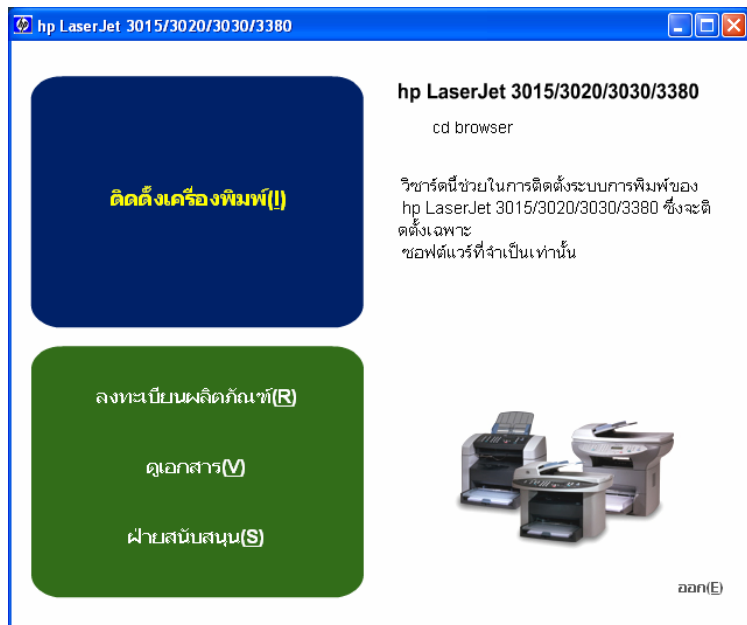 hp LaserJet 3015/3020/3030/3380
ติดตั้งเครื่องพิมพ์(I)
hp LaserJet 3015/3020/3030/3380
cd browser
วิซาร์ดนี้ช่วยในการติดตั้งระบบการพิมพ์ของ
hp LaserJet 3015/3020/3030/3380 ซึ่งจะติ
ดตั้งเฉพาะ
ซอฟต์แวร์ที่จำเป็นเท่านั้น
ลงทะเบียนผลิตภัณฑ์(R)
ดูเอกสาร(V)
ฝ่ายสนับสนุน(S)
ออก(E)